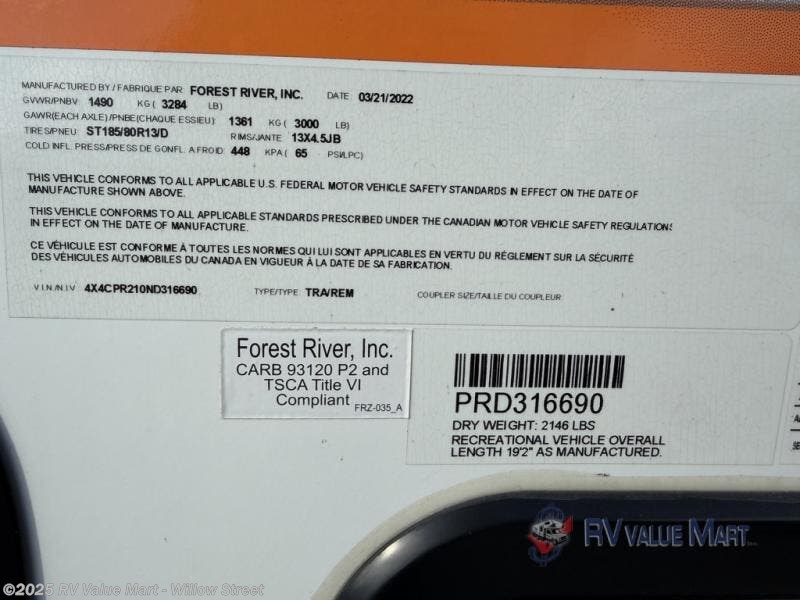 MANUFACTURED BY / FABRIQUE PAR FOREST RIVER, INC. DATE 03/21/2022
GVWR/PNBV 1490 KG ( 3284 LB)
GAWR(EACH AXLE) /PNBE(CHAQUE ESSIEU) 1361 KG ( 3000 LB)
TIRES/PNEU ST185/80R13/D RIMS/JANTE 13X4.5JB
COLD INFL. PRESS/PRESS DE GONFL. A FROID 448 KPA ( 65 PSI/LPC)
THIS VEHICLE CONFORMS TO ALL APPLICABLE U.S. FEDERAL MOTOR VEHICLE SAFETY STANDARDS IN EFFECT ON THE DATE OF
MANUFACTURE SHOWN ABOVE.
THIS VEHICLE CONFORMS TO ALL APPLICABLE STANDARDS PRESCRIBED UNDER THE CANADIAN MOTOR VEHICLE SAFETY REGULATIONS
IN EFFECT ON THE DATE OF MANUFACTURE.
CE VÉHICULE EST CONFORME À TOUTES LES NORMES QUI LUI SONT APPLICABLES EN VERTU DU RÉGLEMENT SUR LA SÉCURITÉ
DES VÉHICULES AUTOMOBILES DU CANADA EN VIGUEUR À LA DATE DE SA FABRICATION.
V.I.N./N.I.V 4X4CPR210ND316690 TYPE/TYPE TRA/REM COUPLER SIZE/TAILLE DU COUPLEUR
Forest River, Inc.
CARB 93120 P2 and
TSCA Title VI
Compliant FRZ-035_A
PRD316690
DRY WEIGHT: 2146 LBS
RECREATIONAL VEHICLE OVERALL
LENGTH 19'2" AS MANUFACTURED.
RV VALUE MART
©2025 RV Value Mart - Willow Street